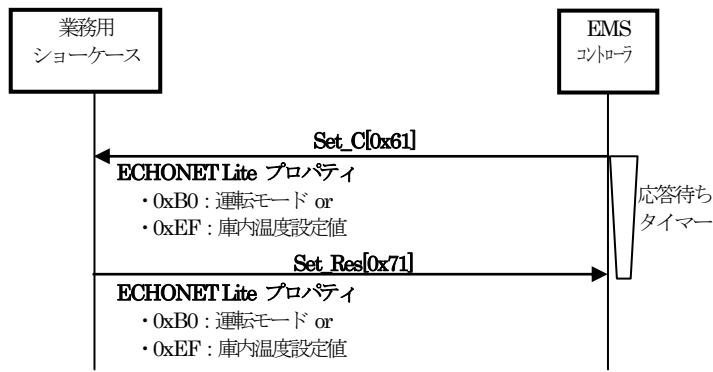 業務用
ショーケース
EMS
コントローラ
Set_C[0x61]
ECHONET Lite プロパティ
・0xB0：運転モード or
・0xEF：庫内温度設定値
応答待ち
タイマー
Set_Res[0x71]
ECHONET Lite プロパティ
・0xB0：運転モード or
・0xEF：庫内温度設定値